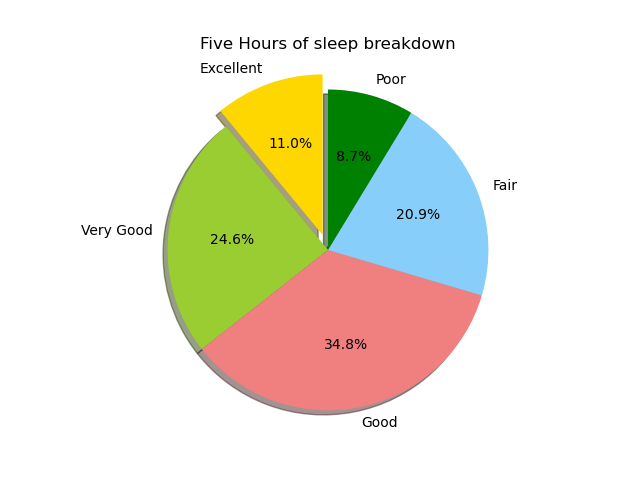 Five Hours of sleep breakdown
Excellent
Poor
11.0%
8.7%
Fair
20.9%
Very Good
24.6%
34.8%
Good